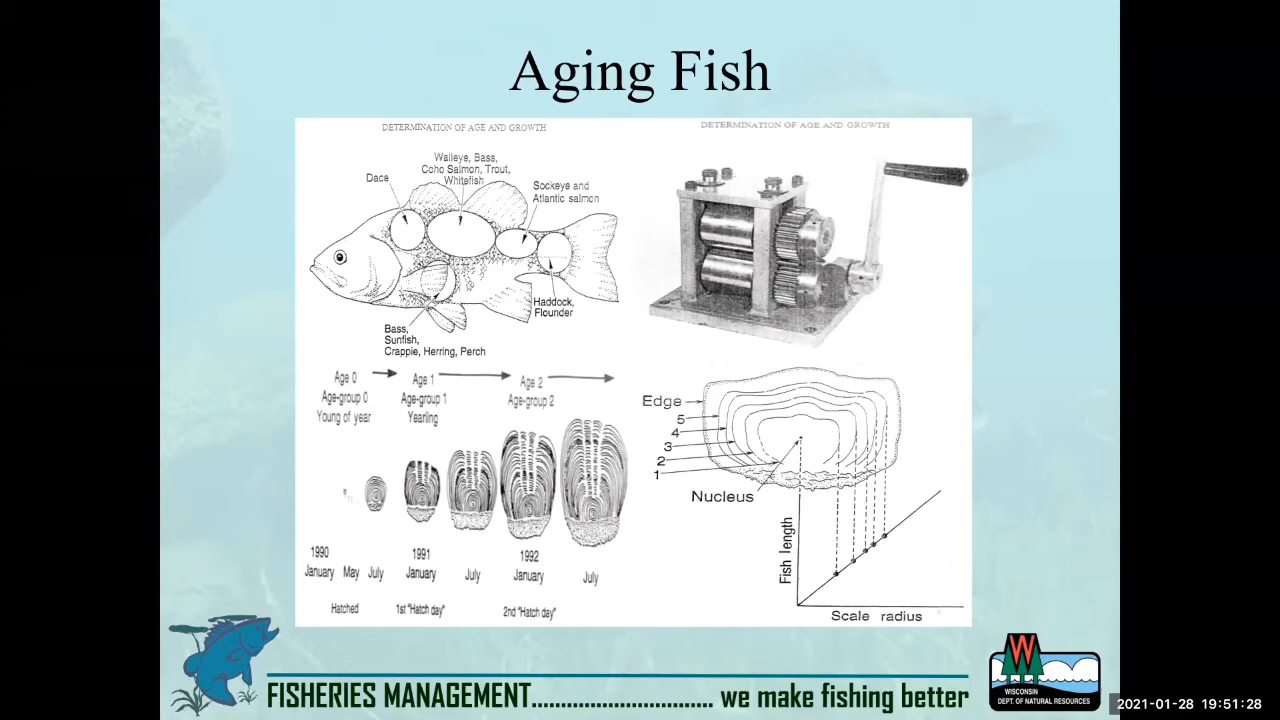 Aging Fish
DETERMINATION OF AGE AND GROWTH
DETERMINATION OF AGE AND GROWTH
Walleye, Bass,
Coho Salmon, Trout,
Whitefish
Dace
Sockeye and
Atlantic salmon
Haddock,
Flounder
Bass,
Sunfish,
Crappie, Herring, Perch
Age 0
Age-group 0
Young of year
Age 1
Age-group 1
Yearling
Age 2
Age-group 2
1990
January
May
July
Hatched
1991
January
1st "Hatch day"
July
1992
January
2nd "Hatch day"
July
Edge
5
4
3
2
1
Nucleus
Fish length
Scale radius
FISHERIES MANAGEMENT.............................. we make fishing better
W
WISCONSIN
DEPT. OF NATURAL RESOURCES
2021-01-28 19:51:28